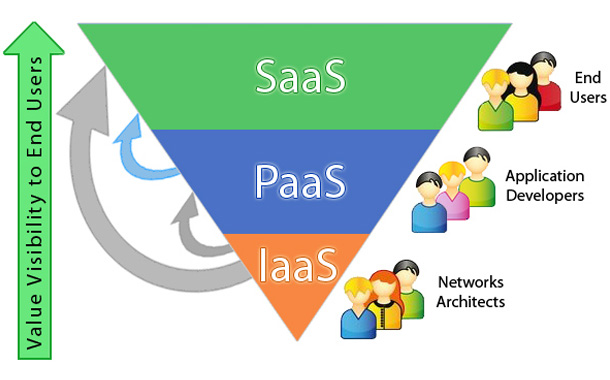 Value Visibility to End Users
SaaS
End
Users
PaaS
Application
Developers
IaaS
Networks
Architects